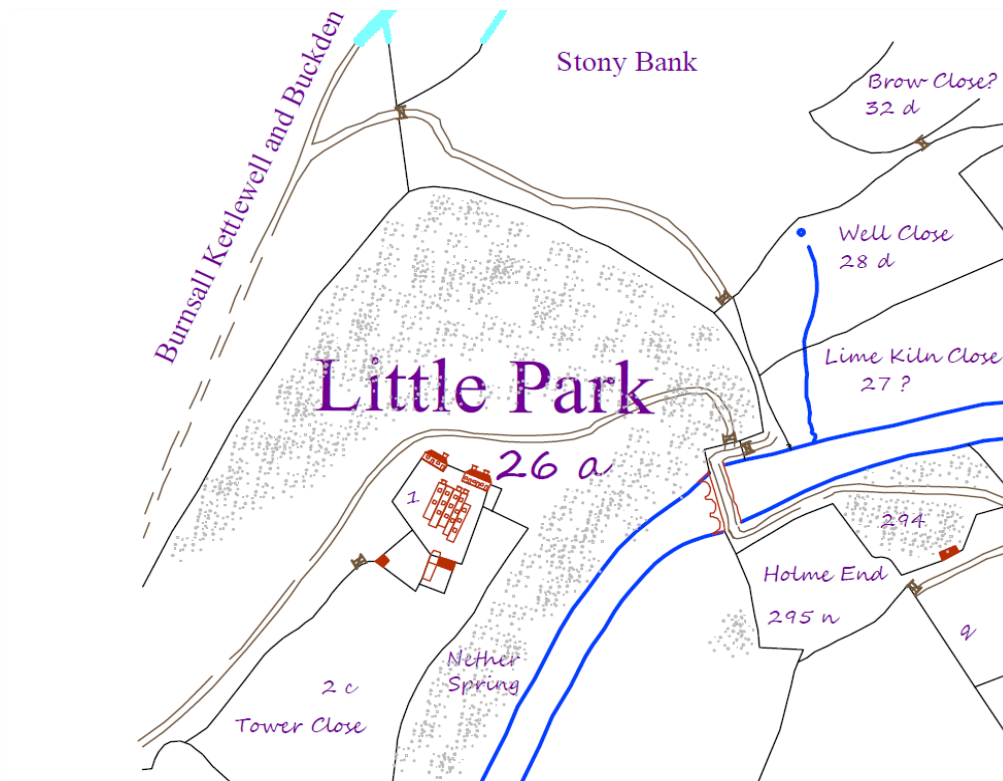 Burnsall Kettlewell and Buckden
Stony Bank
Brow Close?
32 d
Well Close
28 d
Lime Kiln Close
27 ?
Little Park
26 a
1
294
Holme End
295 n
q
Nether
Spring
2 c
Tower Close